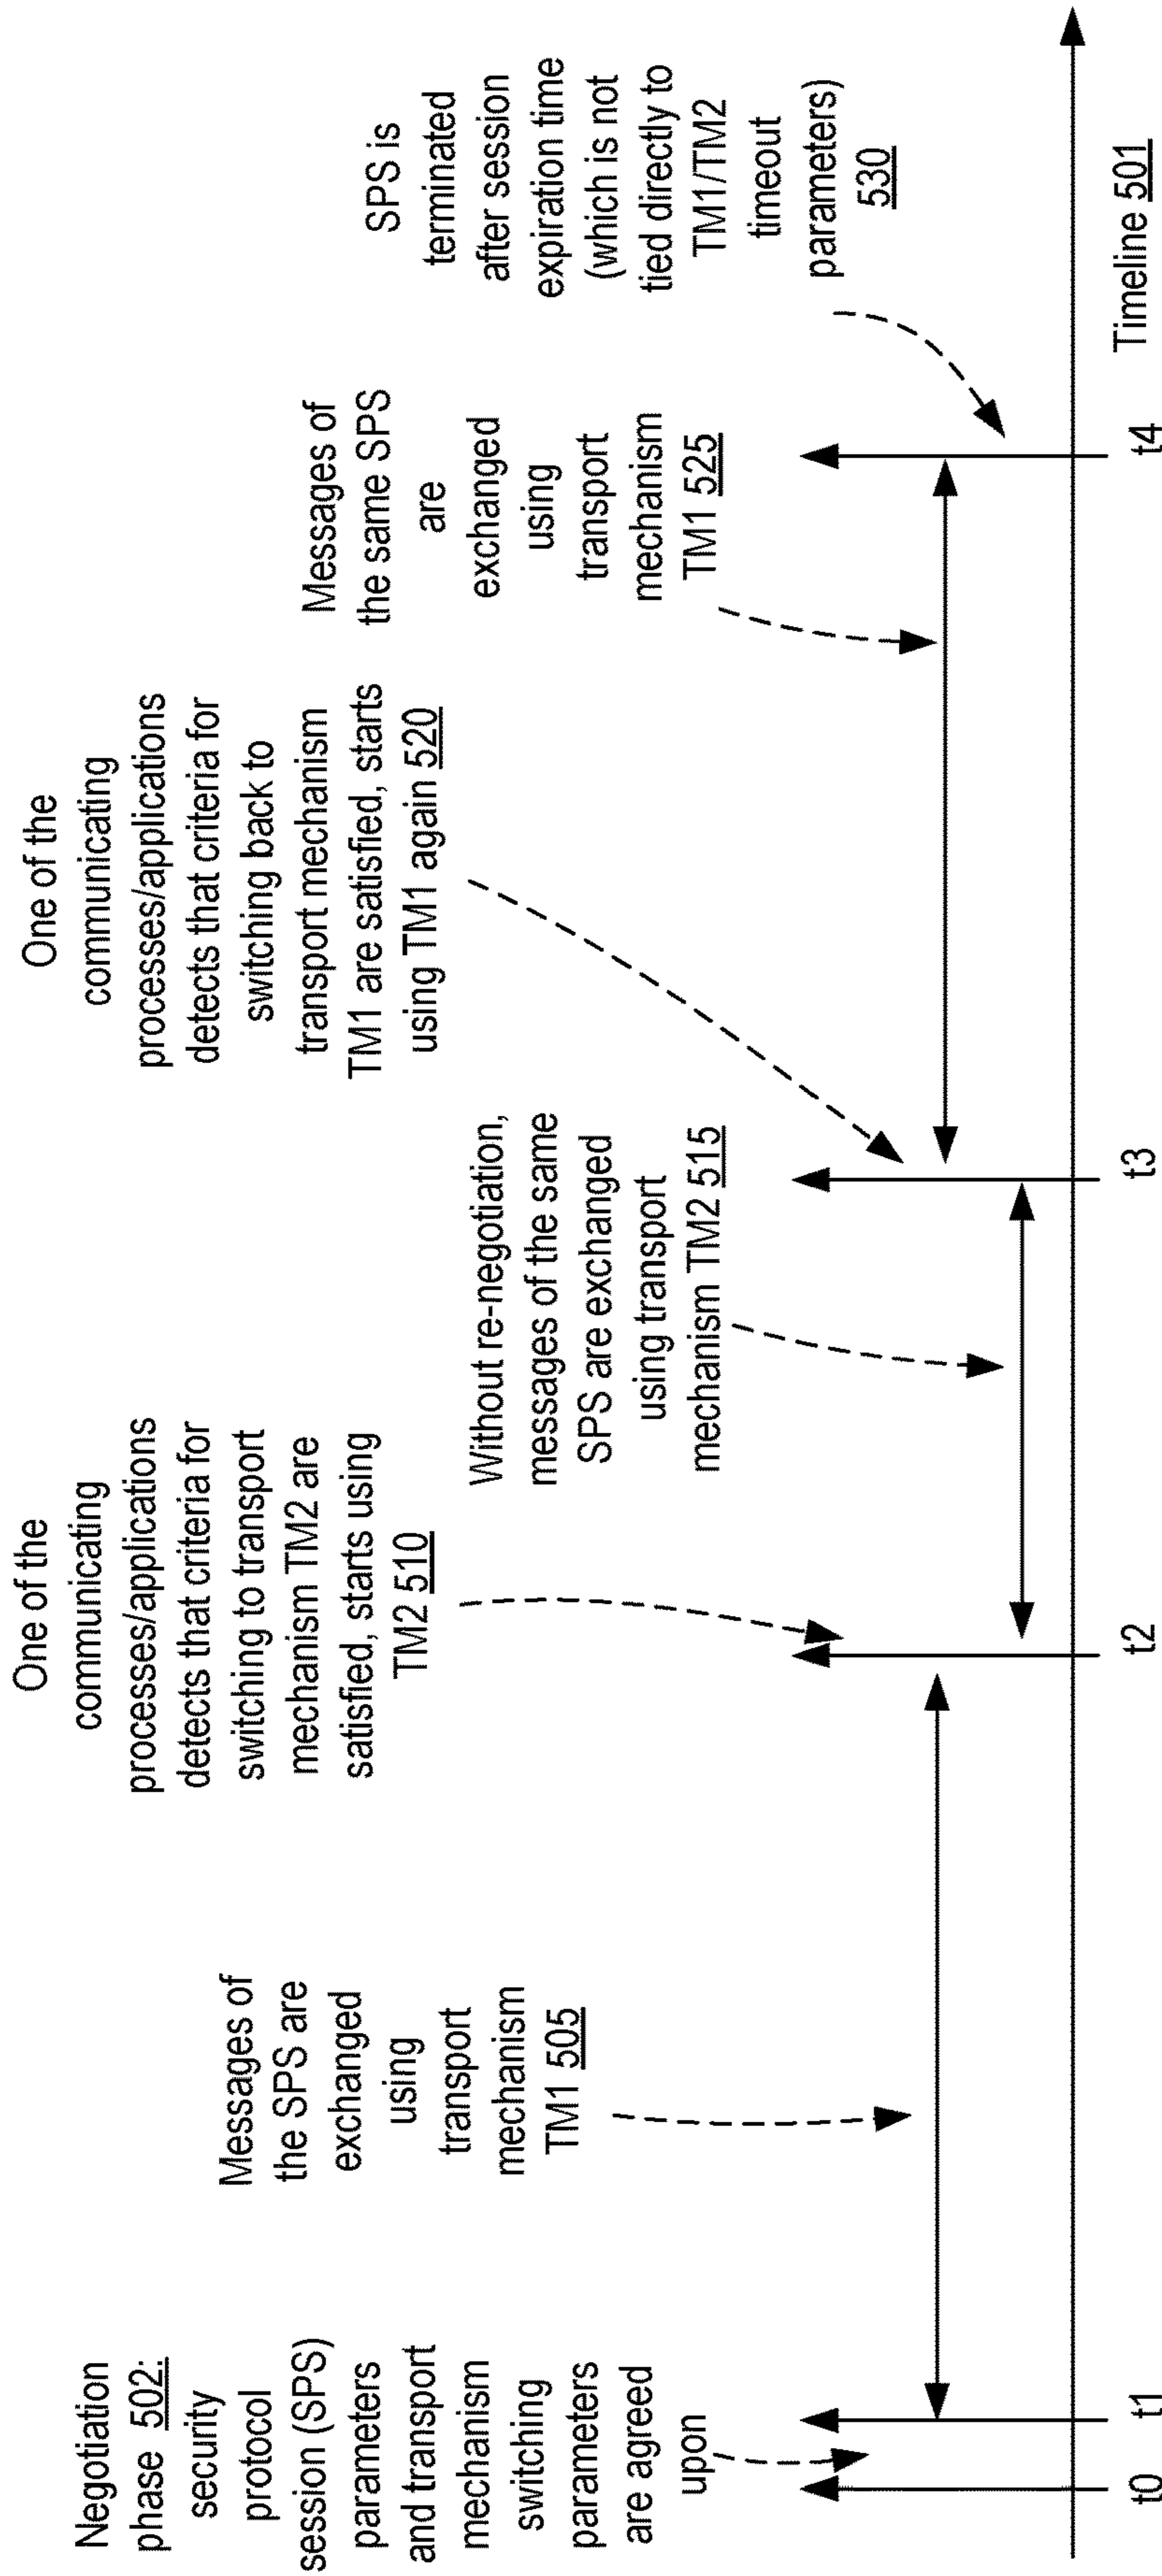 Negotiation
phase 502:
security
protocol
session (SPS)
parameters
and transport
mechanism
switching
parameters
are agreed
upon
Messages of
the SPS are
exchanged
using
transport
mechanism
TM1 505
One of the
communicating
processes/applications
detects that criteria for
switching to transport
mechanism TM2 are
satisfied, starts using
TM2 510
Without re-negotiation,
messages of the same
SPS are exchanged
using transport
mechanism TM2 515
One of the
communicating
processes/applications
detects that criteria for
switching back to
transport mechanism
TM1 are satisfied, starts
using TM1 again 520
Messages of
the same SPS
are
exchanged
using
transport
mechanism
TM1 525
SPS is
terminated
after session
expiration time
(which is not
tied directly to
TM1/TM2
timeout
parameters)
530
t0
t1
t2
t3
t4
Timeline 501